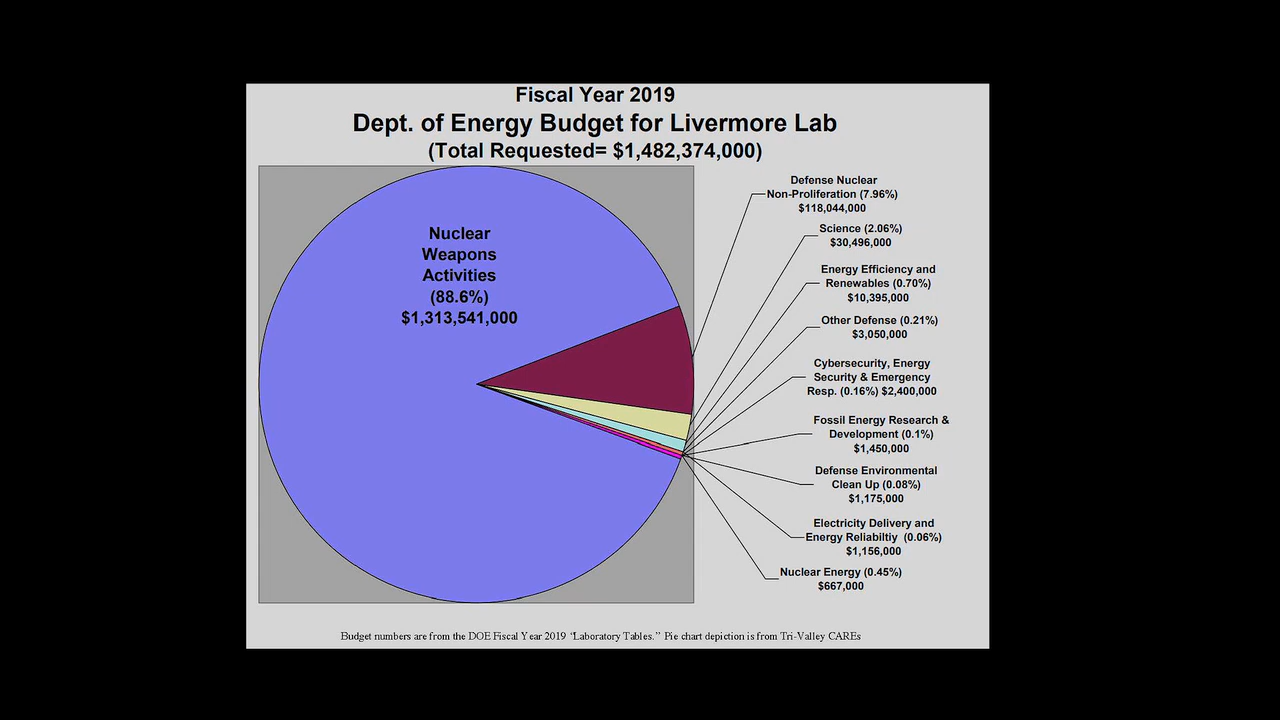 Fiscal Year 2019
Dept. of Energy Budget for Livermore Lab
(Total Requested= $1,482,374,000)
Nuclear
Weapons
Activities
(88.6%)
$1,313,541,000
Defense Nuclear
Non-Proliferation (7.96%)
$118,044,000
Science (2.06%)
$30,496,000
Energy Efficiency and
Renewables (0.70%)
$10,395,000
Other Defense (0.21%)
$3,050,000
Cybersecurity, Energy
Security & Emergency
Resp. (0.16%) $2,400,000
Fossil Energy Research &
Development (0.1%)
$1,450,000
Defense Environmental
Clean Up (0.08%)
$1,175,000
Electricity Delivery and
Energy Reliabiltiy (0.06%)
$1,156,000
Nuclear Energy (0.45%)
$667,000
Budget numbers are from the DOE Fiscal Year 2019 "Laboratory Tables." Pie chart depiction is from Tri-Valley CAREs